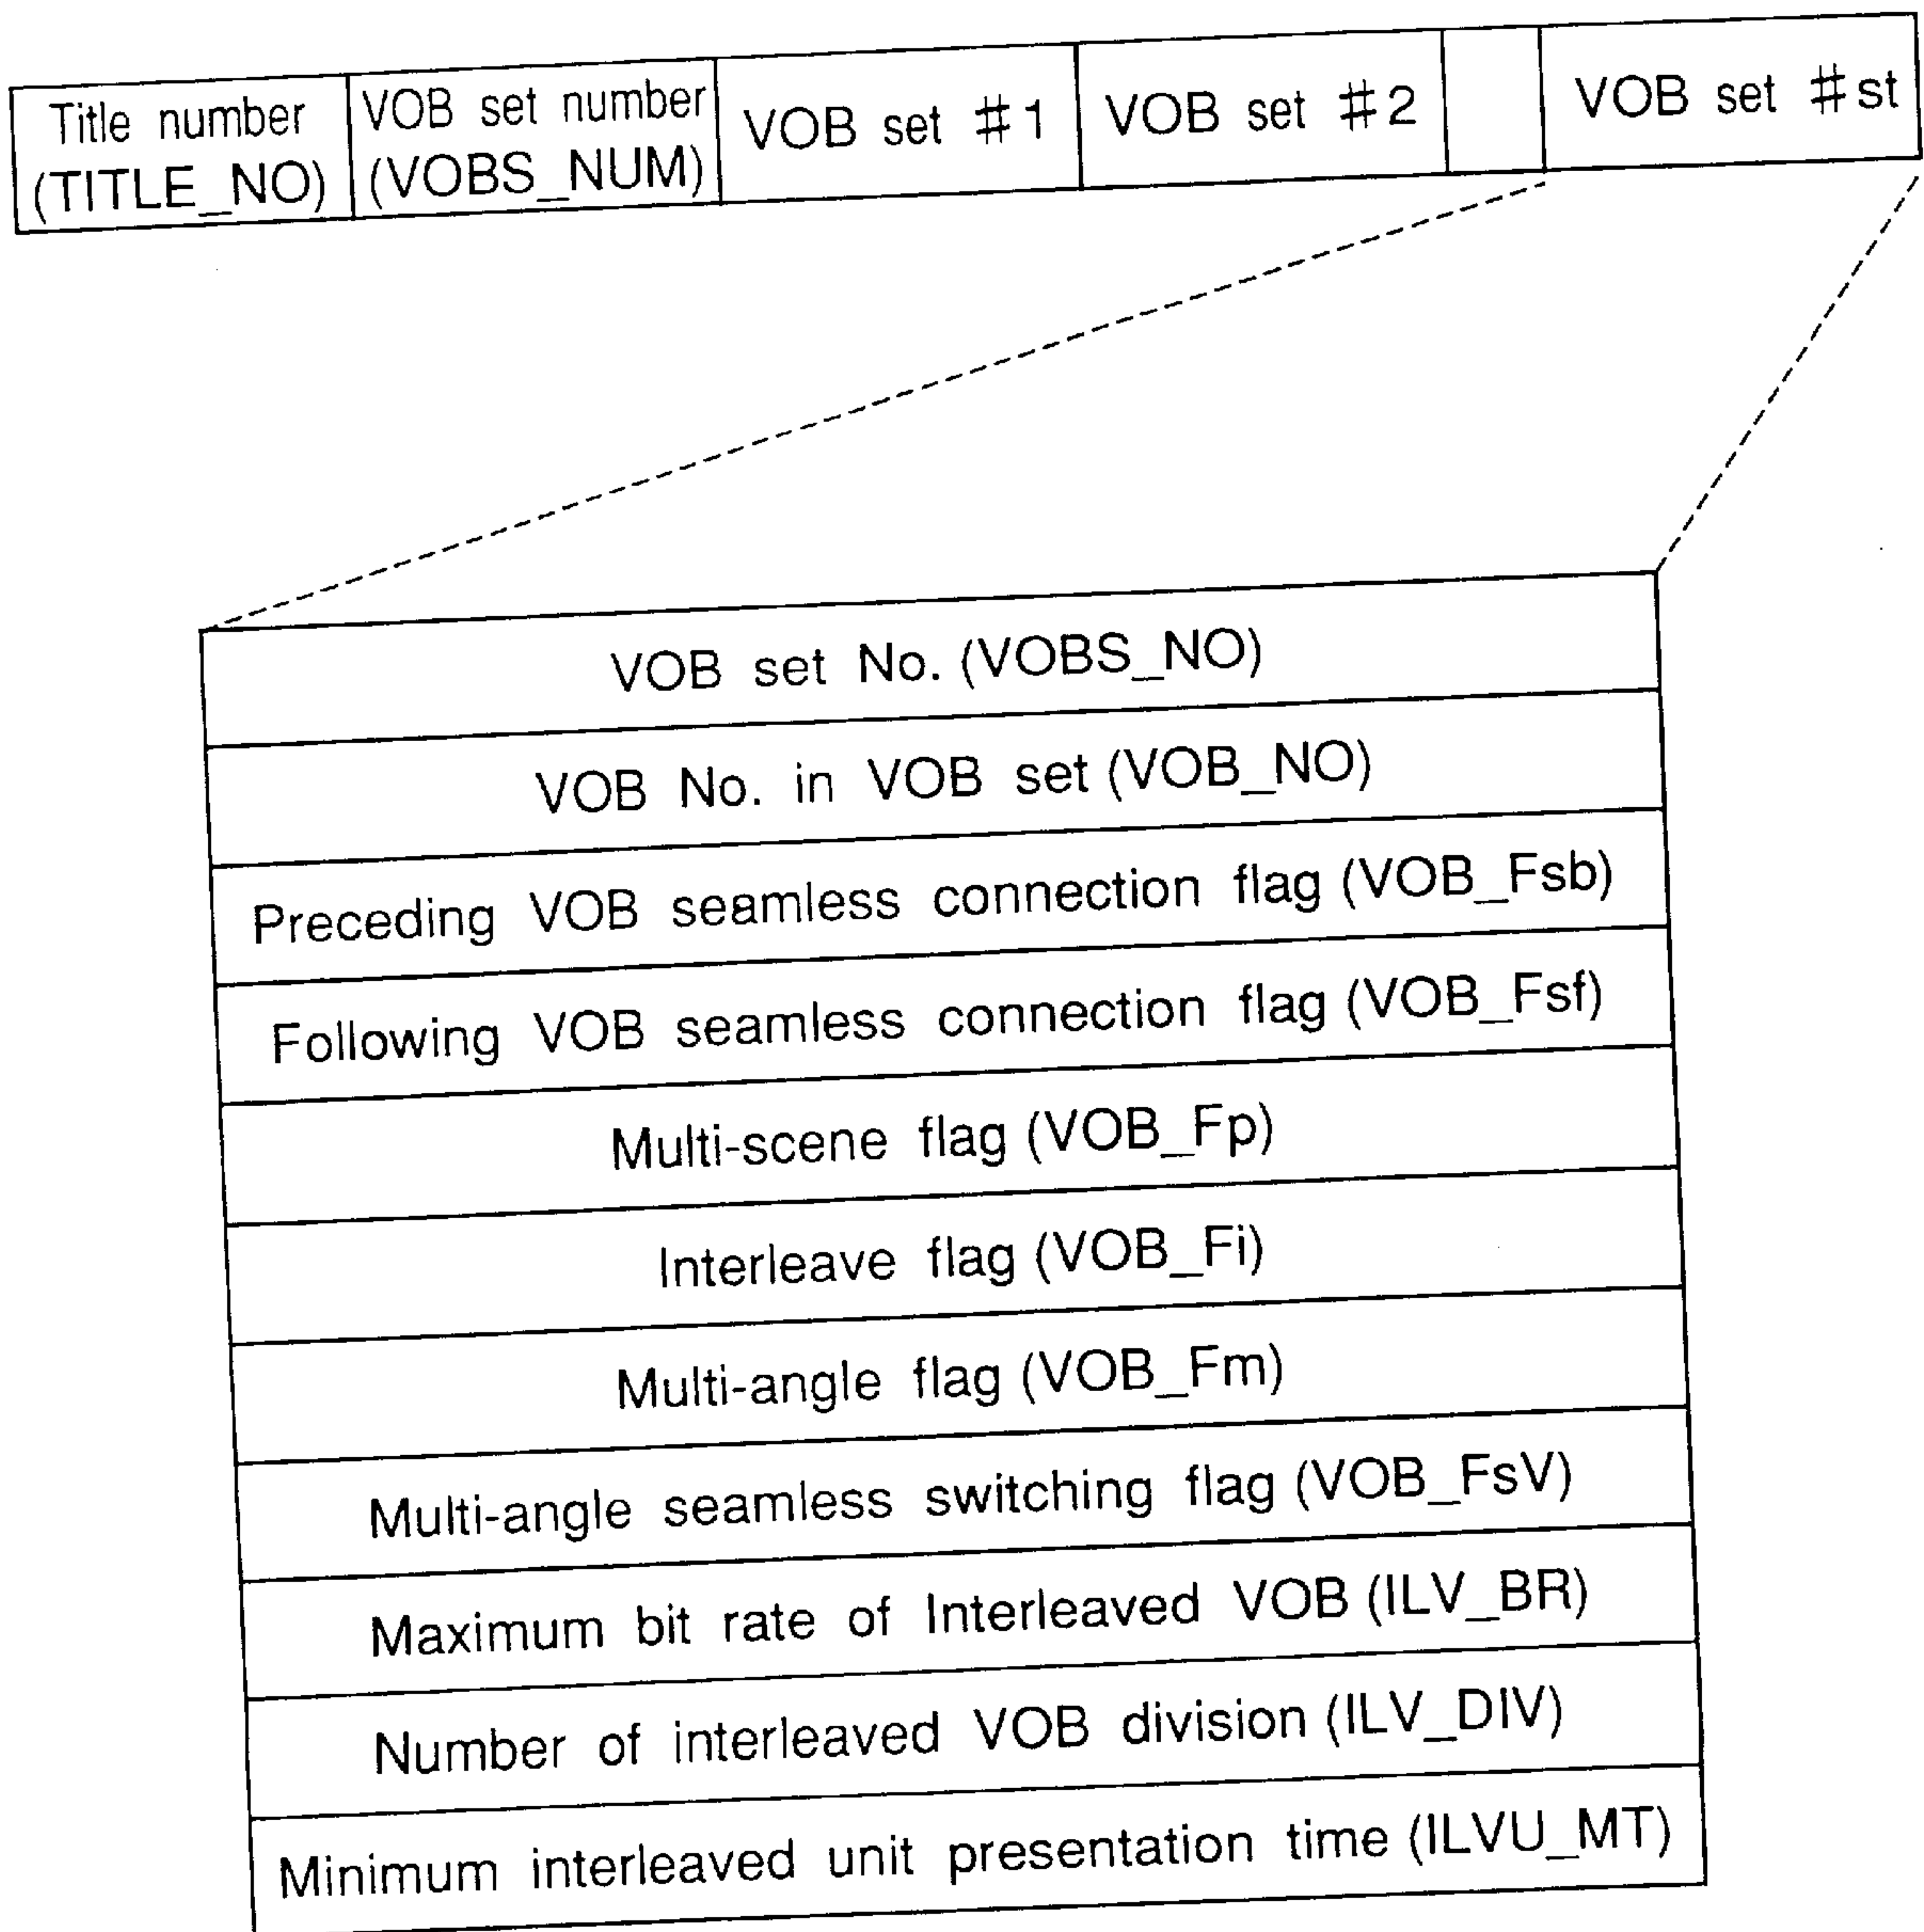 Title number
(TITLE_NO)
VOB set number
(VOBS_NUM)
VOB set #1
VOB set #2
VOB set #st
VOB set No. (VOBS_NO)
VOB No. in VOB set (VOB_NO)
Preceding VOB seamless connection flag (VOB_Fsb)
Following VOB seamless connection flag (VOB_Fsf)
Multi-scene flag (VOB_Fp)
Interleave flag (VOB_Fi)
Multi-angle flag (VOB_Fm)
Multi-angle seamless switching flag (VOB_FsV)
Maximum bit rate of Interleaved VOB (ILV_BR)
Number of interleaved VOB division (ILV_DIV)
Minimum interleaved unit presentation time (ILVU_MT)